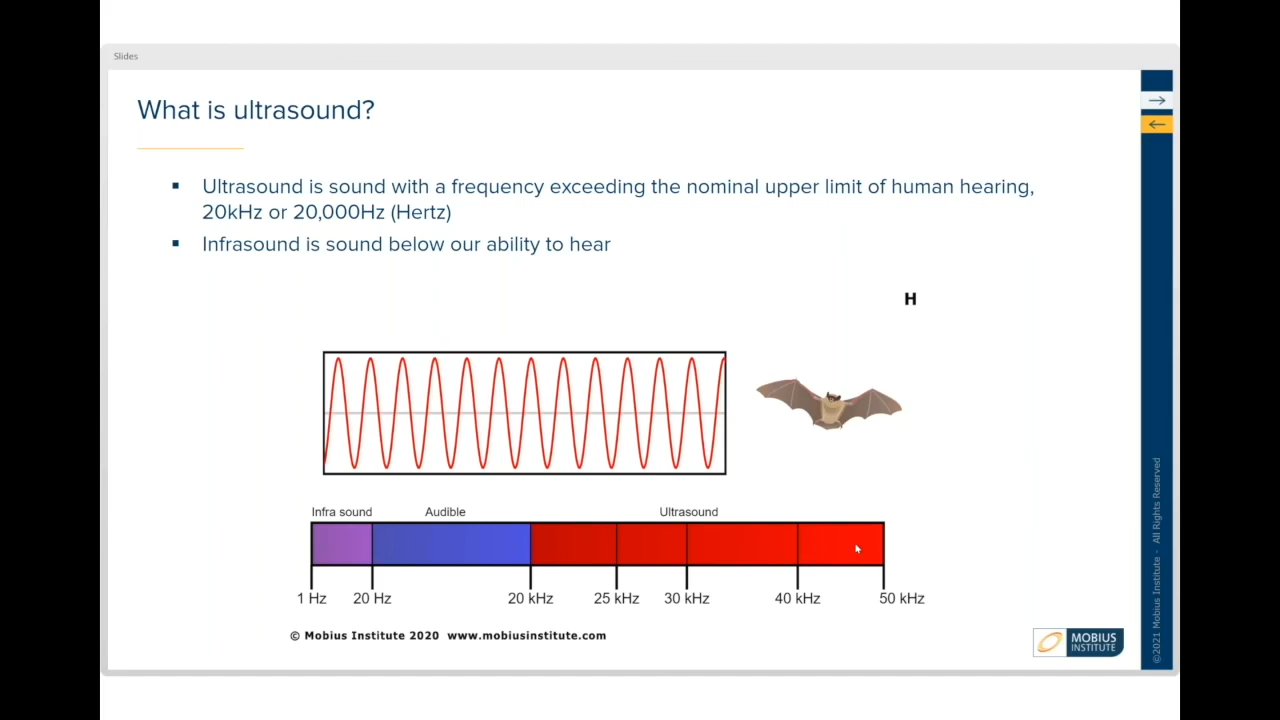 Slides
What is ultrasound?
▪ Ultrasound is sound with a frequency exceeding the nominal upper limit of human hearing,
20kHz or 20,000Hz (Hertz)
▪ Infrasound is sound below our ability to hear
H
Infra sound Audible Ultrasound
1 Hz 20 Hz 20 kHz 25 kHz 30 kHz 40 kHz 50 kHz
© Mobius Institute 2020 www.mobiusinstitute.com
MOBIUS
INSTITUTE
©2021 Mobius Institute - All Rights Reserved